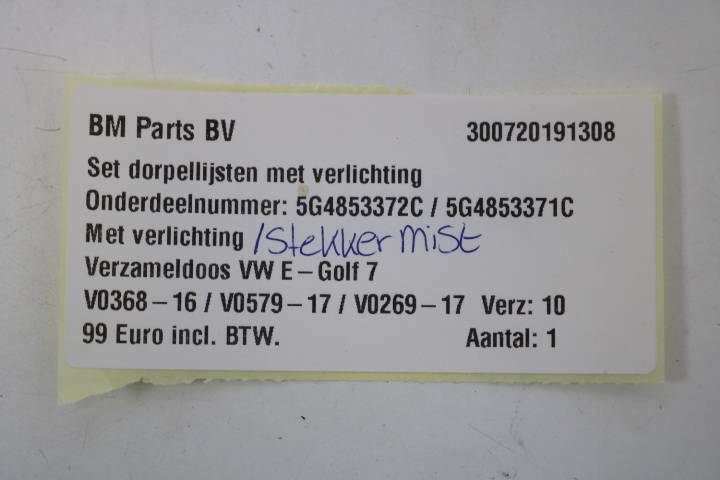 BM Parts BV 300720191308
Set dorpellijsten met verlichting
Onderdeelnummer: 5G4853372C / 5G4853371C
Met verlichting /stekker mist
Verzameldoos VW E-Golf 7
V0368-16 / V0579-17 / V0269-17 Verz: 10
99 Euro incl. BTW. Aantal: 1